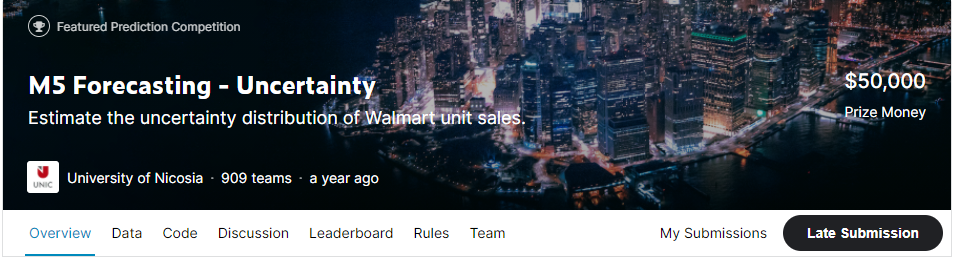 Featured Prediction Competition
M5 Forecasting - Uncertainty
$50,000
Estimate the uncertainty distribution of Walmart unit sales.
Prize Money
UNIC
University of Nicosia · 909 teams · a year ago
Overview Data Code Discussion Leaderboard Rules Team My Submissions Late Submission